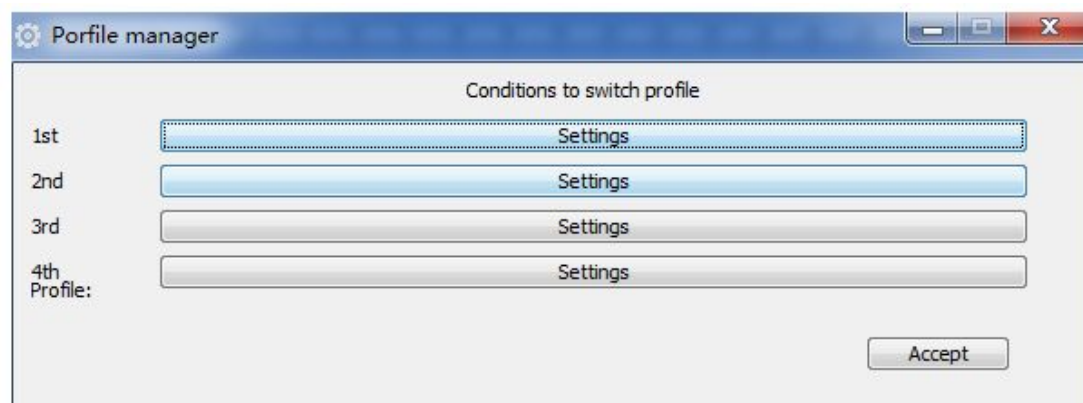 Porfile manager
Conditions to switch profile
1st Settings
2nd Settings
3rd Settings
4th Settings
Profile:
Accept